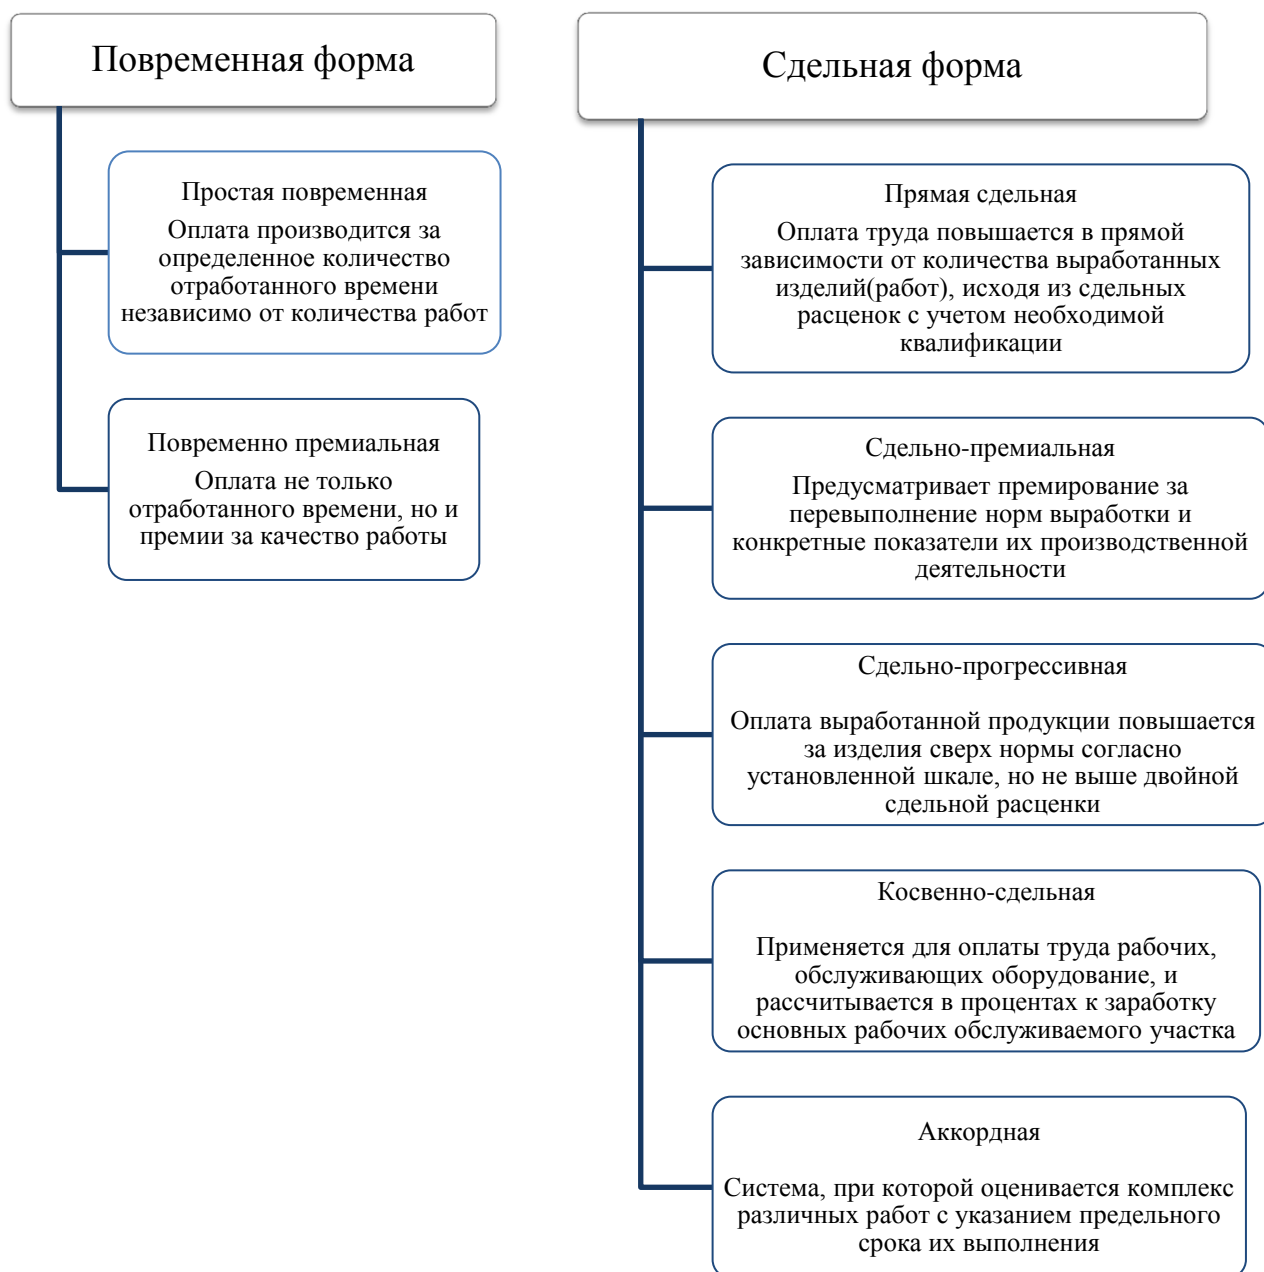 Повременная форма
Простая повременная
Оплата производится за
определенное количество
отработанного времени
независимо от количества работ
Повременно премиальная
Оплата не только
отработанного времени, но и
премии за качество работы
Сдельная форма
Прямая сдельная
Оплата труда повышается в прямой
зависимости от количества выработанных
изделий(работ), исходя из сдельных
расценок с учетом необходимой
квалификации
Сдельно-премиальная
Предусматривает премирование за
перевыполнение норм выработки и
конкретные показатели их производственной
деятельности
Сдельно-прогрессивная
Оплата выработанной продукции повышается
за изделия сверх нормы согласно
установленной шкале, но не выше двойной
сдельной расценки
Косвенно-сдельная
Применяется для оплаты труда рабочих,
обслуживающих оборудование, и
рассчитывается в процентах к заработку
основных рабочих обслуживаемого участка
Аккордная
Система, при которой оценивается комплекс
различных работ с указанием предельного
срока их выполнения